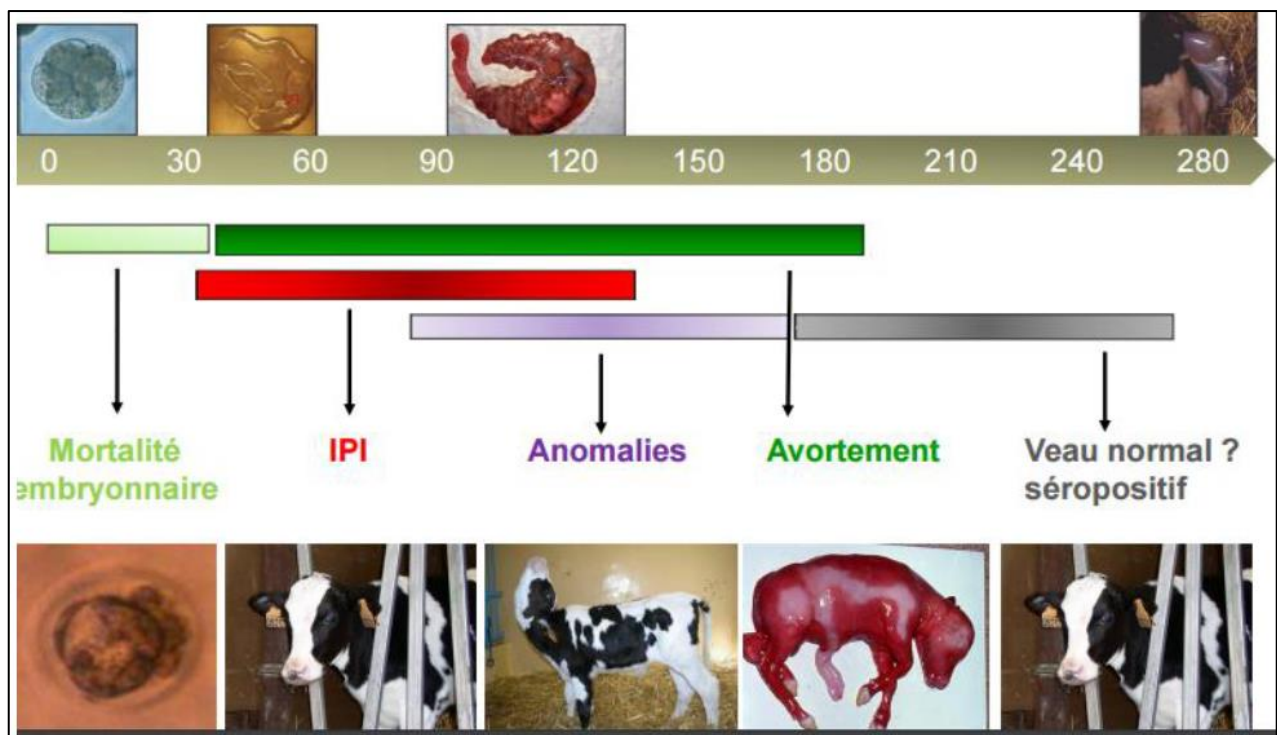 0 30 60 90 120 150 180 210 240 280
Mortalité
embryonnaire
IPI
Anomalies
Avortement
Veau normal ?
séropositif